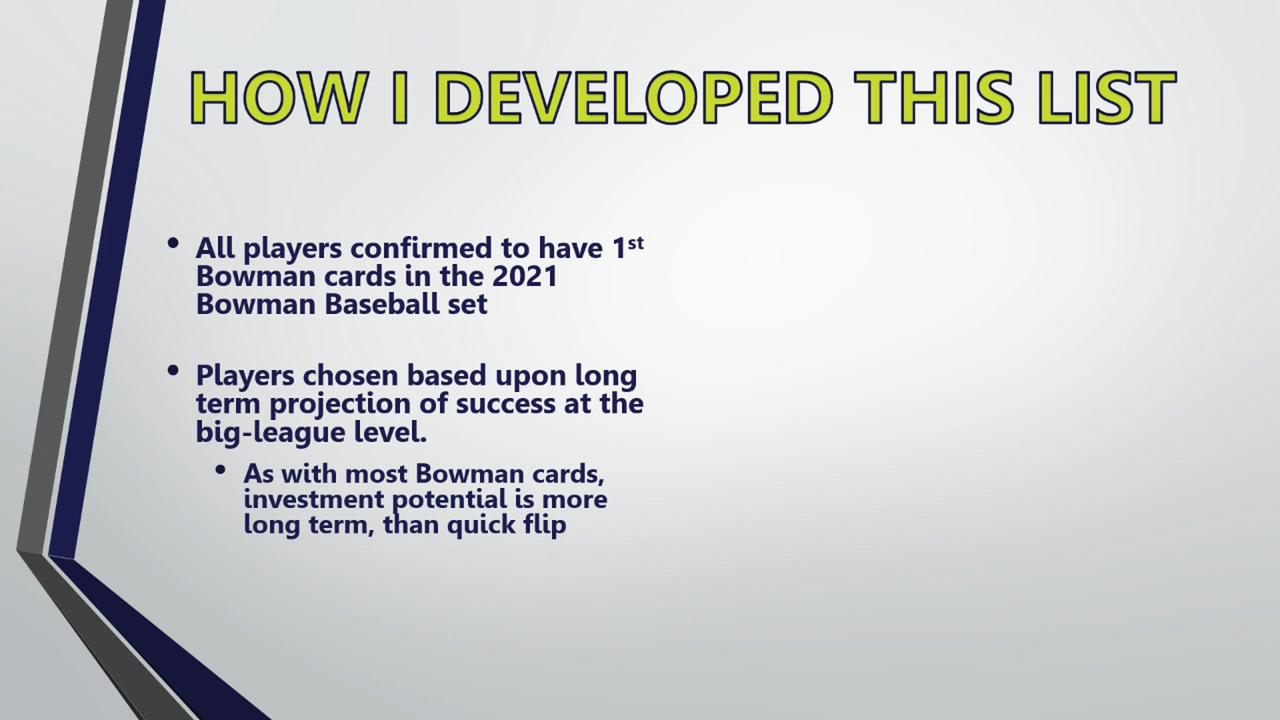 HOW I DEVELOPED THIS LIST
• All players confirmed to have 1st
Bowman cards in the 2021
Bowman Baseball set
• Players chosen based upon long
term projection of success at the
big-league level.
• As with most Bowman cards,
investment potential is more
long term, than quick flip